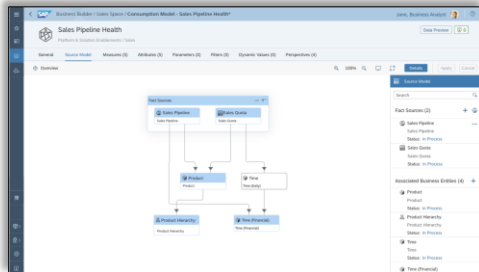 SAP Business Builder / Sales Space / Consumption Model - Sales Pipeline Health*
Jane, Business Analyst
Sales Pipeline Health
Data Preview
0
General Source Model Measures (0) Attributes (5) Parameters (0) Filters (0) Dynamic Values (0) Perspectives (4)
Overview
100%
Details Apply Cancel
Source Model
Search
Fact Sources (2)
Sales Pipeline
Sales Pipeline
Status: In Process
Sales Quota
Sales Quota
Status: In Process
Associated Business Entities (4)
Product
Product
Status: In Process
Product Hierarchy
Product Hierarchy
Status: In Process
Time
Time
Status: In Process
Time (Financial)
Fact Sources
Sales Pipeline
Sales Pipeline
Sales Quota
Sales Quota
Product
Product
Time
Time (Daily)
Product Hierarchy
Product Hierarchy
Time (Financial)
Time (Financial)